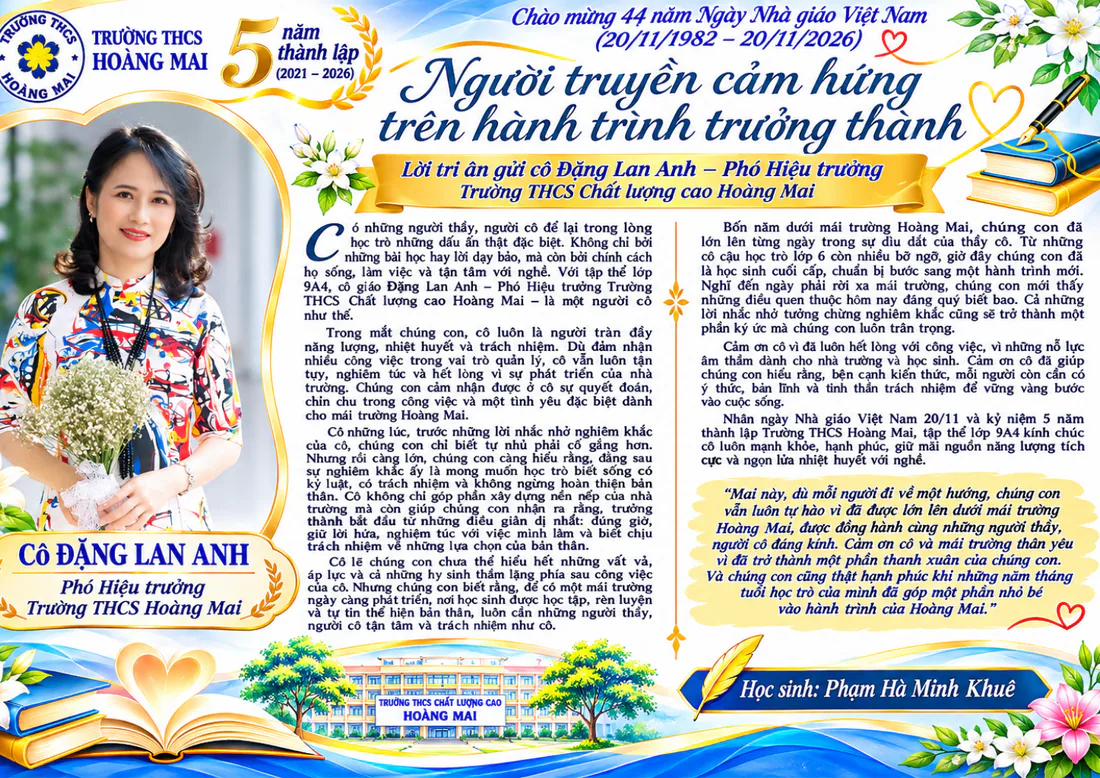 TRƯỜNG THCS
HOÀNG MAI
TRƯỜNG THCS
HOÀNG MAI
5 năm
thành lập
(2021 – 2026)
Chào mừng 44 năm Ngày Nhà giáo Việt Nam
(20/11/1982 – 20/11/2026)
Người truyền cảm hứng
trên hành trình trưởng thành
Lời tri ân gửi cô Đặng Lan Anh – Phó Hiệu trưởng
Trường THCS Chất lượng cao Hoàng Mai
Có những người thầy, người cô để lại trong lòng
học trò những dấu ấn thật đặc biệt. Không chỉ bởi
những bài học hay lời dạy bảo, mà còn bởi chính cách
họ sống, làm việc và tận tâm với nghề. Với tập thể lớp
9A4, cô giáo Đặng Lan Anh – Phó Hiệu trưởng Trường
THCS Chất lượng cao Hoàng Mai – là một người cô
như thế.
Trong mắt chúng con, cô luôn là người tràn đầy
năng lượng, nhiệt huyết và trách nhiệm. Dù đảm nhận
nhiều công việc trong vai trò quản lý, cô vẫn luôn tận
tụy, nghiêm túc và hết lòng vì sự phát triển của nhà
trường. Chúng con cảm nhận được ở cô sự quyết đoán,
chỉn chu trong công việc và một tình yêu đặc biệt dành
cho mái trường Hoàng Mai.
Cô những lúc, trước những lời nhắc nhở nghiêm khắc
của cô, chúng con chỉ biết tự nhủ phải cố gắng hơn.
Nhưng rồi càng lớn, chúng con càng hiểu rằng, đằng sau
sự nghiêm khắc ấy là mong muốn học trò biết sống có
kỷ luật, có trách nhiệm và không ngừng hoàn thiện bản
thân. Cô không chỉ góp phần xây dựng nền nếp của nhà
trường mà còn giúp chúng con nhận ra rằng, trưởng
thành bắt đầu từ những điều giản dị nhất: đúng giờ,
giữ lời hứa, nghiêm túc với việc mình làm và biết chịu
trách nhiệm về những lựa chọn của bản thân.
Cô lẽ chúng con chưa thể hiểu hết những vất vả,
áp lực và cả những hy sinh thầm lặng phía sau công việc
của cô. Nhưng chúng con biết rằng, để có một mái trường
ngày càng phát triển, nơi học sinh được học tập, rèn luyện
và tự tin thể hiện bản thân, luôn cần những người thầy,
người cô tận tâm và trách nhiệm như cô.
Bốn năm dưới mái trường Hoàng Mai, chúng con đã
lớn lên từng ngày trong sự dìu dắt của thầy cô. Từ những
cô cậu học trò lớp 6 còn nhiều bỡ ngỡ, giờ đây chúng con đã
là học sinh cuối cấp, chuẩn bị bước sang một hành trình mới.
Nghĩ đến ngày phải rời xa mái trường, chúng con mới thấy
những điều quen thuộc hôm nay đáng quý biết bao. Cả những
lời nhắc nhở tưởng chừng nghiêm khắc cũng sẽ trở thành một
phần ký ức mà chúng con luôn trân trọng.
Cảm ơn cô vì đã luôn hết lòng với công việc, vì những nỗ lực
âm thầm dành cho nhà trường và học sinh. Cảm ơn cô đã giúp
chúng con hiểu rằng, bên cạnh kiến thức, mỗi người còn cần có
ý thức, bản lĩnh và tinh thần trách nhiệm để vững vàng bước
vào cuộc sống.
Nhân ngày Nhà giáo Việt Nam 20/11 và kỷ niệm 5 năm
thành lập Trường THCS Hoàng Mai, tập thể lớp 9A4 kính chúc
cô luôn mạnh khỏe, hạnh phúc, giữ mãi nguồn năng lượng tích
cực và ngọn lửa nhiệt huyết với nghề.
“Mai này, dù mỗi người đi về một hướng, chúng con
vẫn luôn tự hào vì đã được lớn lên dưới mái trường
Hoàng Mai, được đồng hành cùng những người thầy,
người cô đáng kính. Cảm ơn cô và mái trường thân yêu
vì đã trở thành một phần thanh xuân của chúng con.
Và chúng con cũng thật hạnh phúc khi những năm tháng
tuổi học trò của mình đã góp một phần nhỏ bé
vào hành trình của Hoàng Mai.”
CÔ ĐẶNG LAN ANH
Phó Hiệu trưởng
Trường THCS Hoàng Mai
TRƯỜNG THCS CHẤT LƯỢNG CAO
HOÀNG MAI
Học sinh: Phạm Hà Minh Khuê